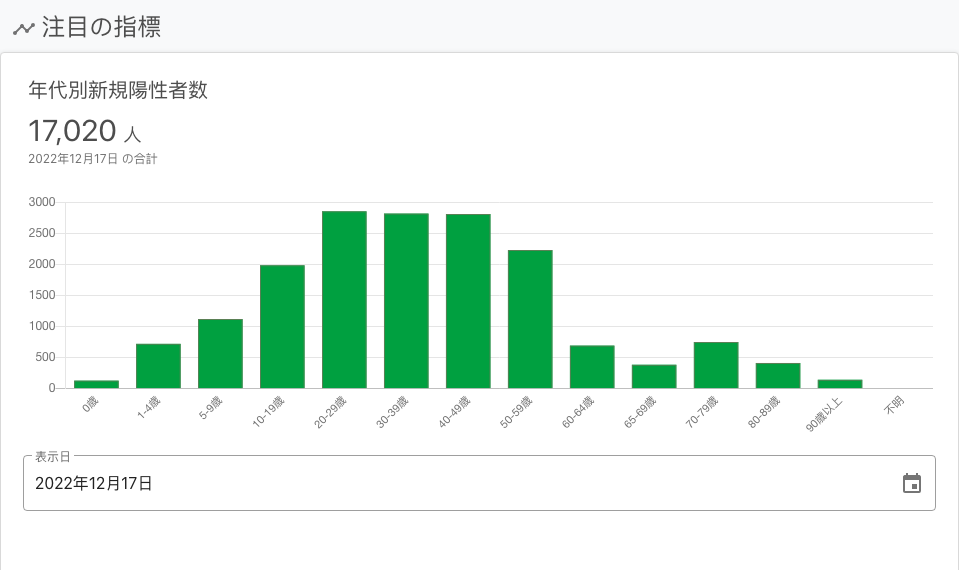 注目の指標
年代別新規陽性者数
17,020 人
2022年12月17日 の合計
3000
2500
2000
1500
1000
500
0
0歳
1-4歳
5-9歳
10-19歳
20-29歳
30-39歳
40-49歳
50-59歳
60-64歳
65-69歳
70-79歳
80-89歳
90歳以上
不明
表示日
2022年12月17日